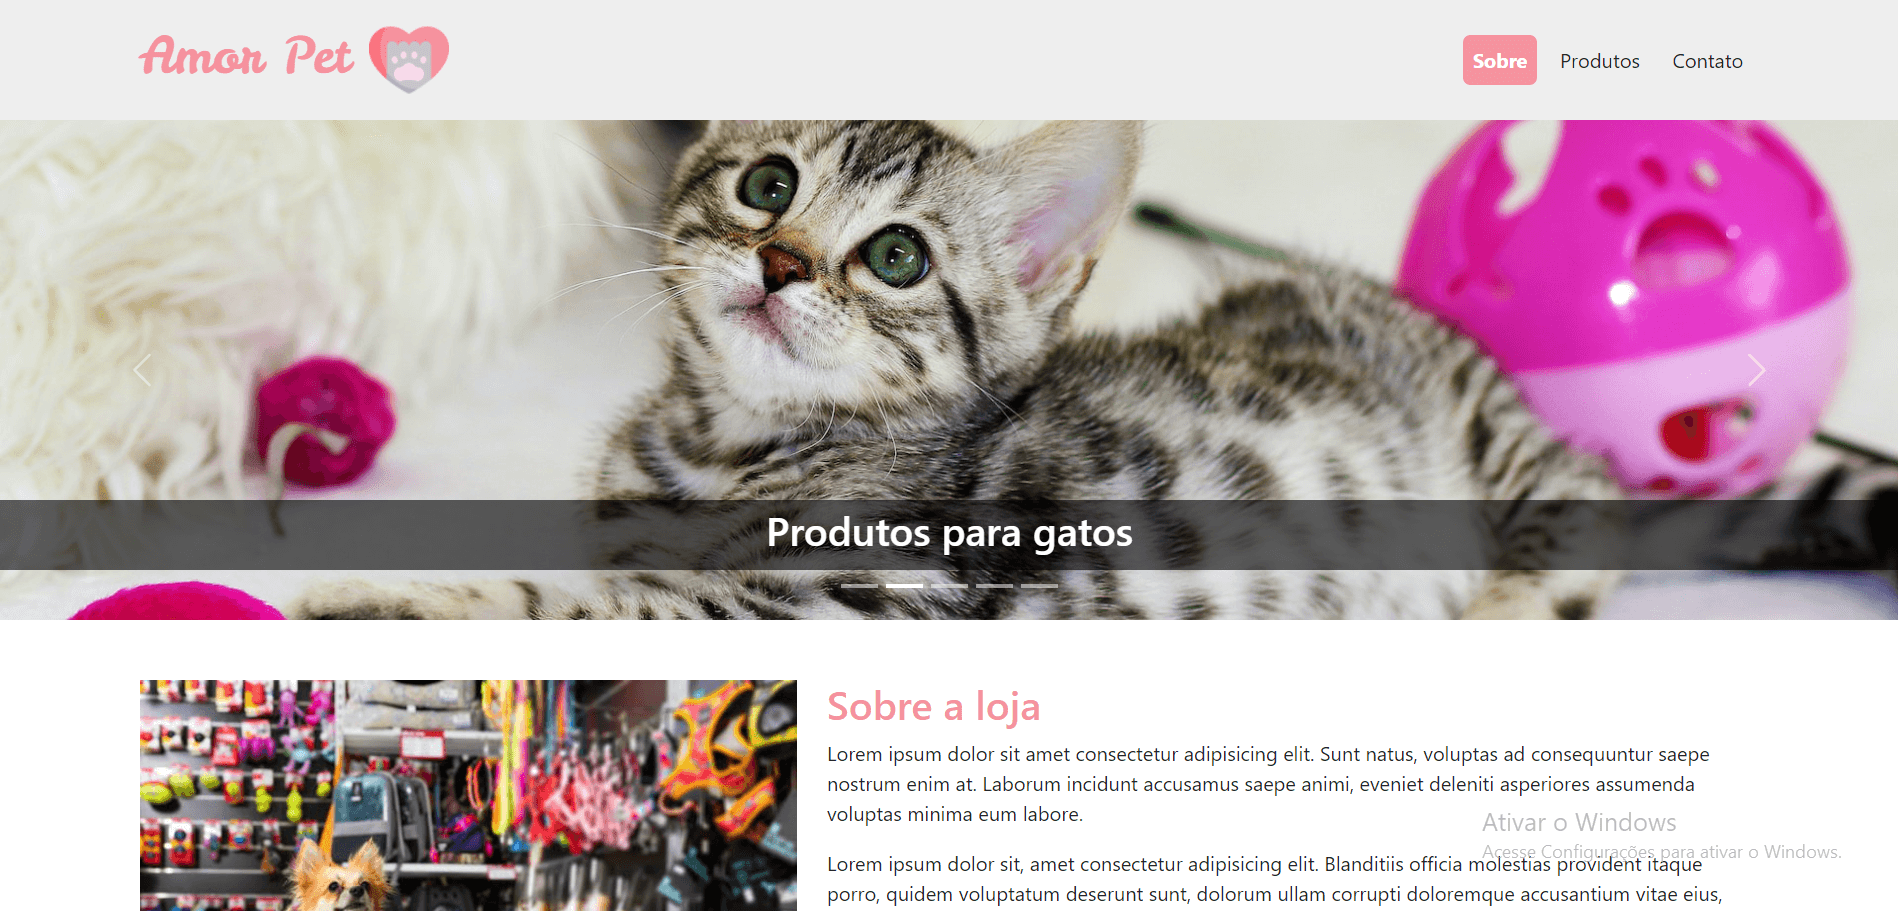 Amor Pet
Sobre Produtos Contato
Produtos para gatos
Sobre a loja
Lorem ipsum dolor sit amet consectetur adipisicing elit. Sunt natus, voluptas ad consequuntur saepe
nostrum enim at. Laborum incidunt accusamus saepe animi, eveniet deleniti asperiores assumenda
voluptas minima eum labore.
Ativar o Windows
Acesse Configurações para ativar o Windows.
Lorem ipsum dolor sit, amet consectetur adipisicing elit. Blanditiis officia molestias provident itaque
porro, quidem voluptatum deserunt sunt, dolorum ullam corrupti doloremque accusantium vitae eius,